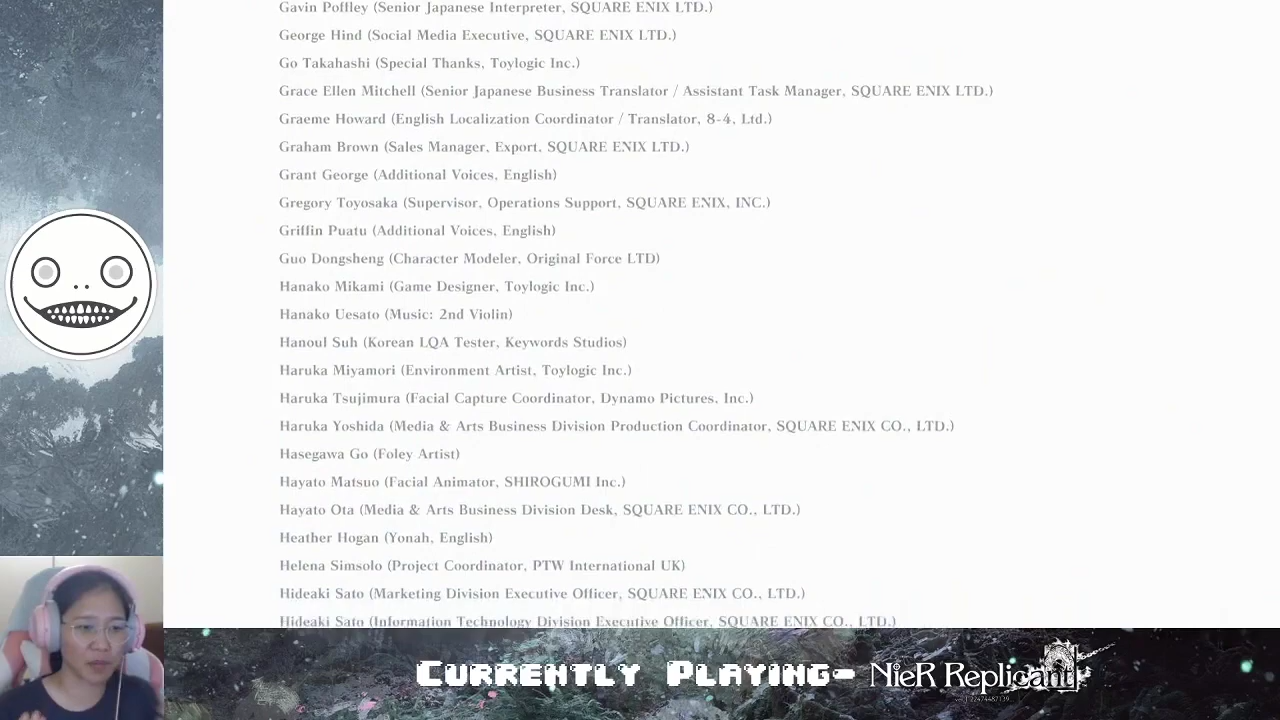 Gavin Poffley (Senior Japanese Interpreter, SQUARE ENIX LTD.)
George Hind (Social Media Executive, SQUARE ENIX LTD.)
Go Takahashi (Special Thanks, Toylogic Inc.)
Grace Ellen Mitchell (Senior Japanese Business Translator / Assistant Task Manager, SQUARE ENIX LTD.)
Graeme Howard (English Localization Coordinator / Translator, 8-4, Ltd.)
Graham Brown (Sales Manager, Export, SQUARE ENIX LTD.)
Grant George (Additional Voices, English)
Gregory Toyosaka (Supervisor, Operations Support, SQUARE ENIX, INC.)
Griffin Puatu (Additional Voices, English)
Guo Dongsheng (Character Modeler, Original Force LTD)
Hanako Mikami (Game Designer, Toylogic Inc.)
Hanako Uesato (Music: 2nd Violin)
Hanoul Suh (Korean LQA Tester, Keywords Studios)
Haruka Miyamori (Environment Artist, Toylogic Inc.)
Haruka Tsujimura (Facial Capture Coordinator, Dynamo Pictures, Inc.)
Haruka Yoshida (Media & Arts Business Division Production Coordinator, SQUARE ENIX CO., LTD.)
Hasegawa Go (Foley Artist)
Hayato Matsuo (Facial Animator, SHIROGUMI Inc.)
Hayato Ota (Media & Arts Business Division Desk, SQUARE ENIX CO., LTD.)
Heather Hogan (Yonah, English)
Helena Simsolo (Project Coordinator, PTW International UK)
Hideaki Sato (Marketing Division Executive Officer, SQUARE ENIX CO., LTD.)
Hideaki Sato (Information Technology Division Executive Officer, SQUARE ENIX CO., LTD.)
Currently Playing- NieR Replicant